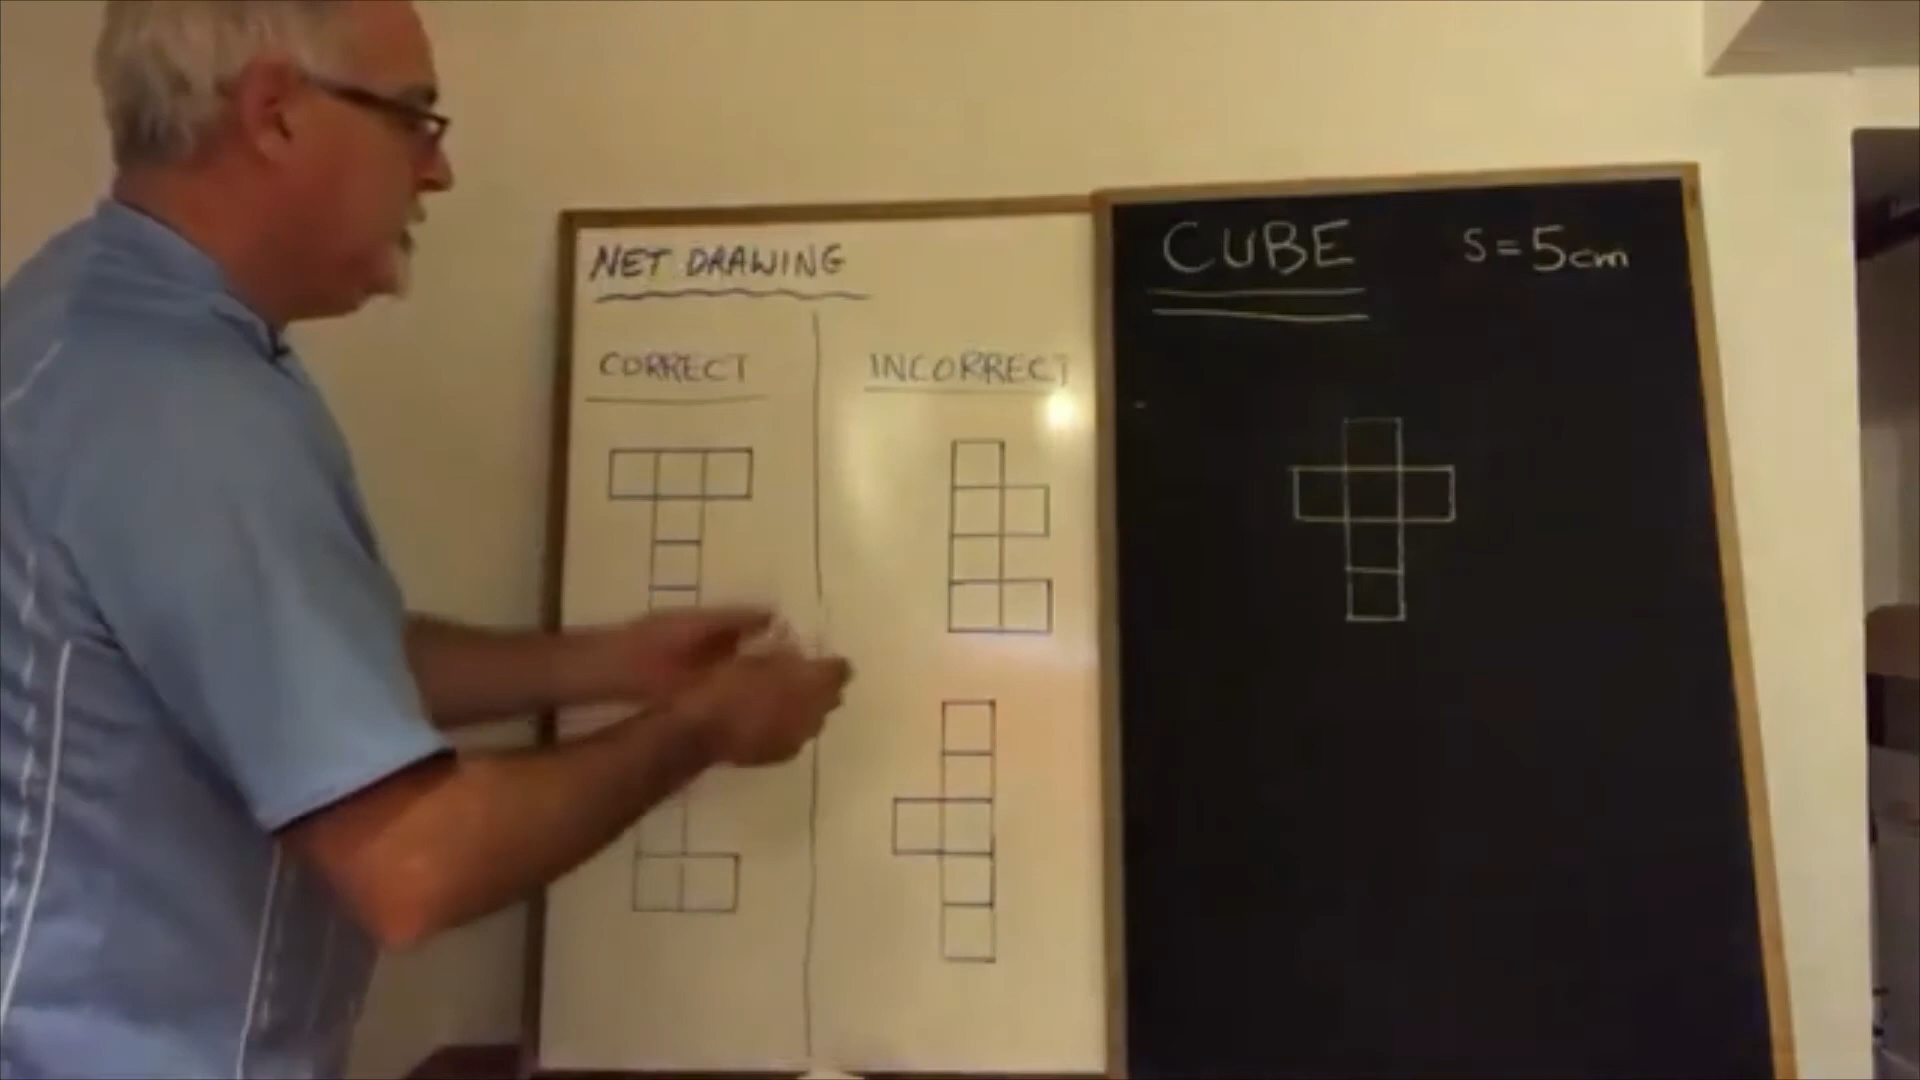 NET DRAWING
CORRECT
INCORRECT
CUBE
S = 5cm